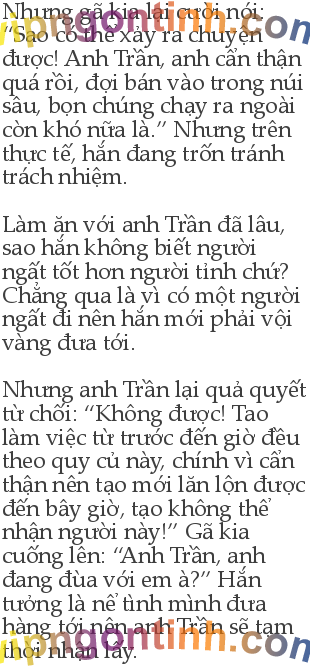 Nhưng gã kia lại cười nói:
“Sao có thể xảy ra chuyện
được! Anh Trần, anh cẩn thận
quá rồi, đợi bán vào trong núi
sâu, bọn chúng chạy ra ngoài
còn khó nữa là.” Nhưng trên
thực tế, hắn đang trốn tránh
trách nhiệm.
Làm ăn với anh Trần đã lâu,
sao hắn không biết người
ngất tốt hơn người tỉnh chứ?
Chẳng qua là vì có một người
ngất đi nên hắn mới phải vội
vàng đưa tới.
Nhưng anh Trần lại quả quyết
từ chối: “Không được! Tao
làm việc từ trước đến giờ đều
theo quy củ này, chính vì cẩn
thận nên tạo mới lăn lộn được
đến bây giờ, tạo không thể
nhận người này!” Gã kia
cuống lên: “Anh Trần, anh
đang đùa với em à?” Hắn
tưởng là nể tình mình đưa
hàng tới nên anh Trần sẽ tạm
thời nhận lấy.
vipngontinh.com
vipngontinh.com